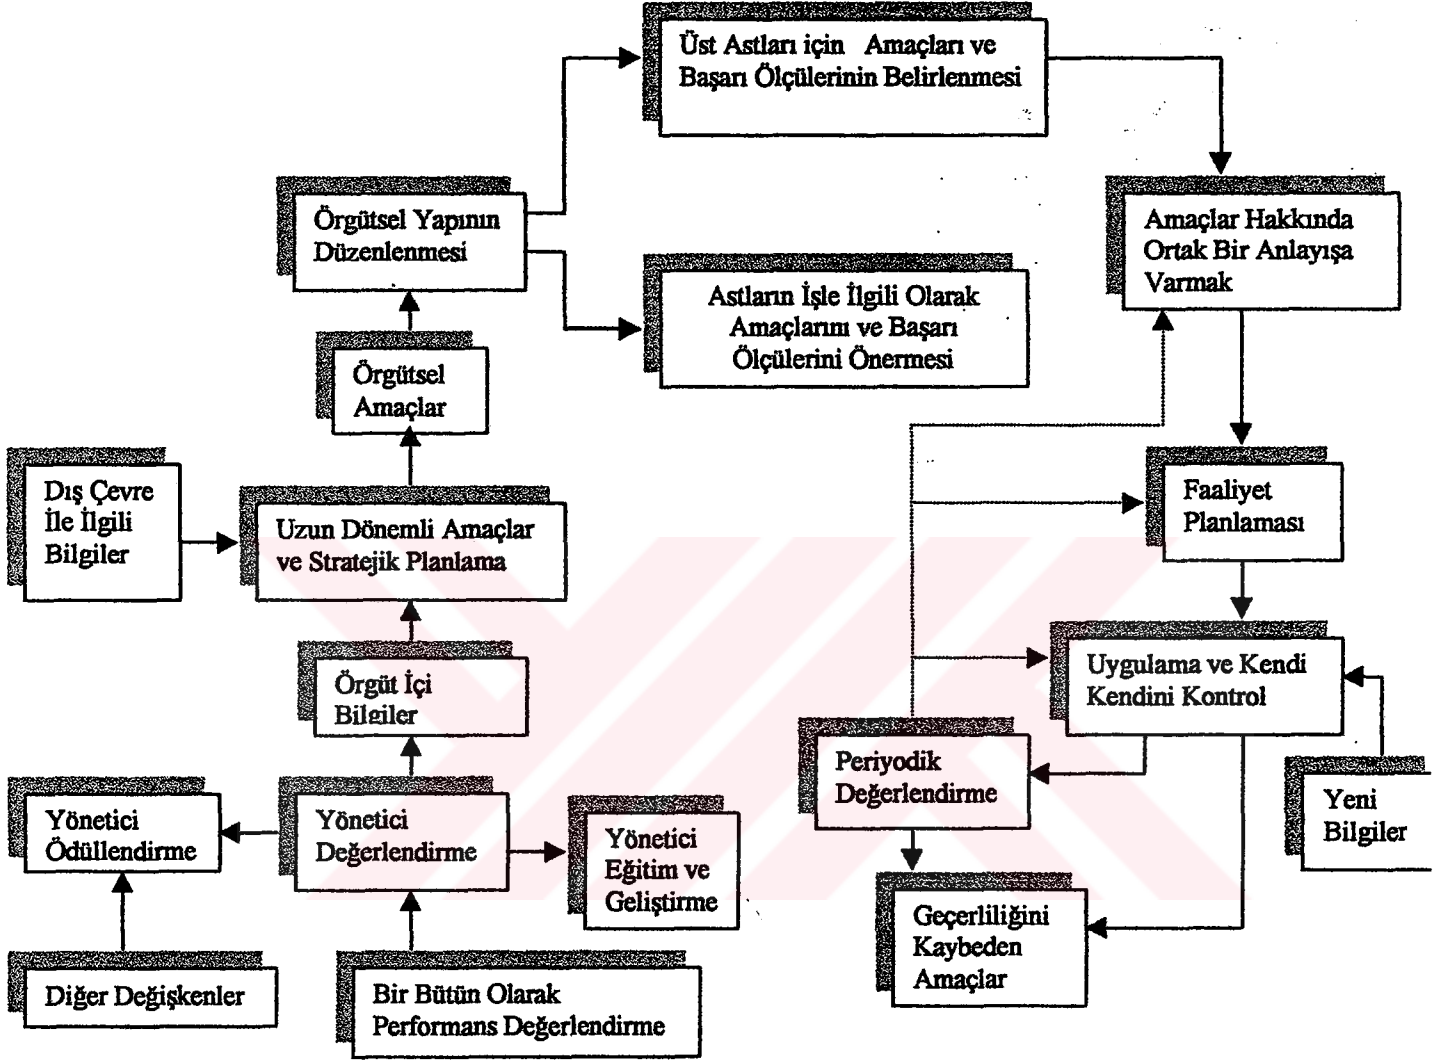 Üst Astları için Amaçları ve
Başarı Ölçülerinin Belirlenmesi
Örgütsel Yapının
Düzenlenmesi
Amaçlar Hakkında
Ortak Bir Anlayışa
Varmak
Astların İşle İlgili Olarak
Amaçlarını ve Başarı
Ölçülerini Önermesi
Örgütsel
Amaçlar
Dış Çevre
İle İlgili
Bilgiler
Uzun Dönemli Amaçlar
ve Stratejik Planlama
Faaliyet
Planlaması
Örgüt İçi
Bilgiler
Uygulama ve Kendi
Kendini Kontrol
Periyodik
Değerlendirme
Yeni
Bilgiler
Yönetici
Ödüllendirme
Yönetici
Değerlendirme
Yönetici
Eğitim ve
Geliştirme
Geçerliliğini
Kaybeden
Amaçlar
Diğer Değişkenler
Bir Bütün Olarak
Performans Değerlendirme